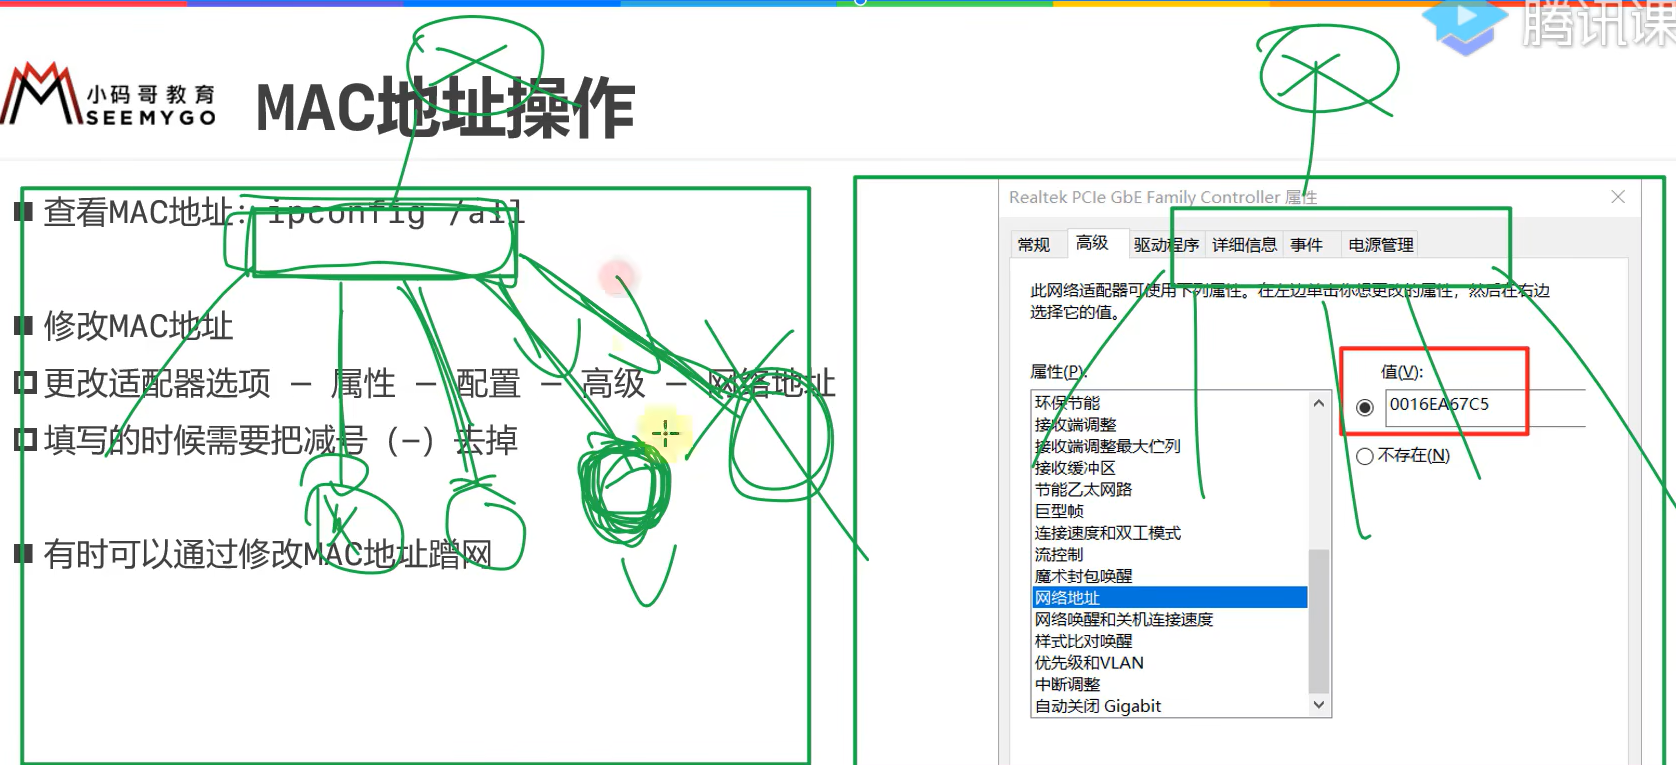 腾讯课
小码哥教育
SEEMYGO
MAC地址操作
查看MAC地址：ipconfig /all
修改MAC地址
更改适配器选项 – 属性 – 配置 – 高级 – 网络地址
填写的时候需要把减号（–）去掉
有时可以通过修改MAC地址蹭网
Realtek PCIe GbE Family Controller 属性
常规 高级 驱动程序 详细信息 事件 电源管理
此网络适配器可使用下列属性。在左边单击你想更改的属性，然后在右边
选择它的值。
属性(P):
值(V):
环保节能
0016EA67C5
接收端调整
接收端调整最大伫列
不存在(N)
接收缓冲区
节能乙太网路
巨型帧
连接速度和双工模式
流控制
魔术封包唤醒
网络地址
网络唤醒和关机连接速度
样式比对唤醒
优先级和VLAN
中断调整
自动关闭 Gigabit